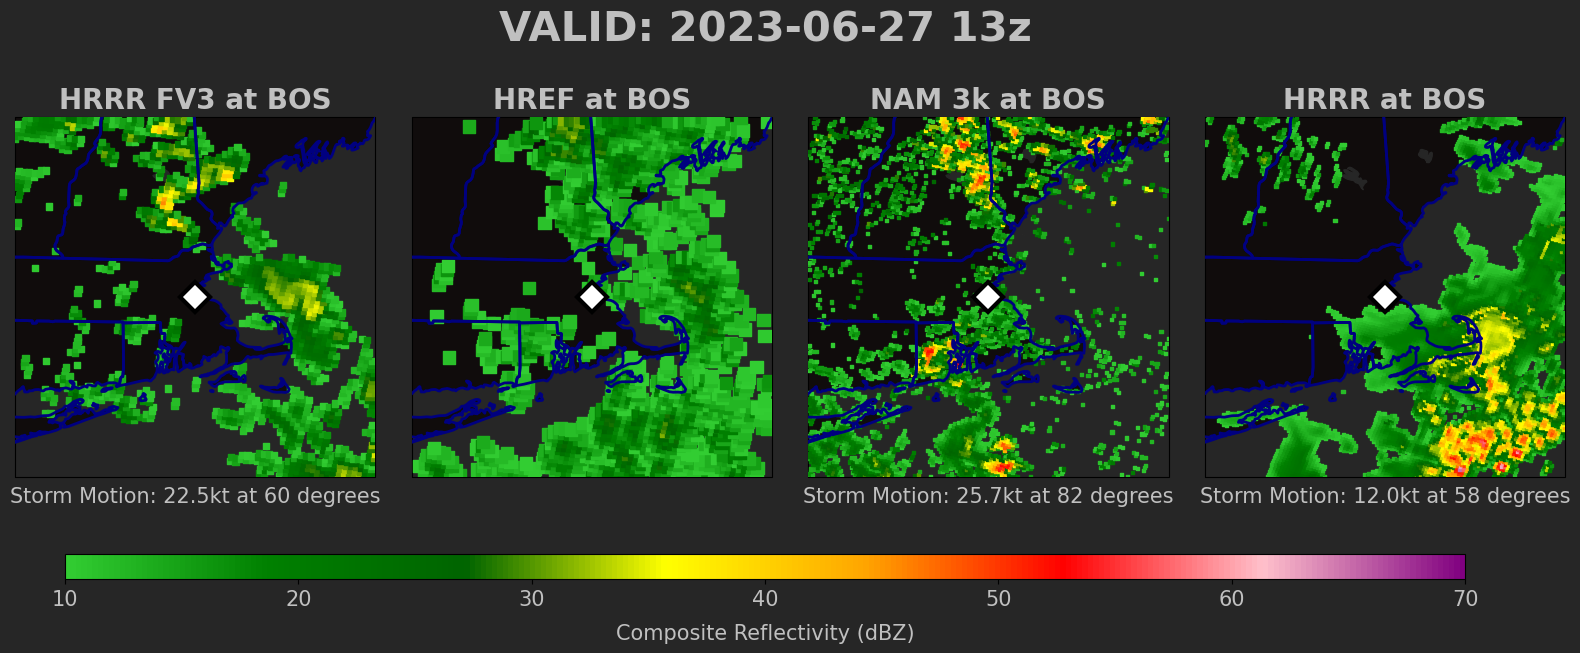 VALID: 2023-06-27 13z
HRRR FV3 at BOS
HREF at BOS
NAM 3k at BOS
HRRR at BOS
Storm Motion: 22.5kt at 60 degrees
Storm Motion: 25.7kt at 82 degrees
Storm Motion: 12.0kt at 58 degrees
10 20 30 40 50 60 70
Composite Reflectivity (dBZ)